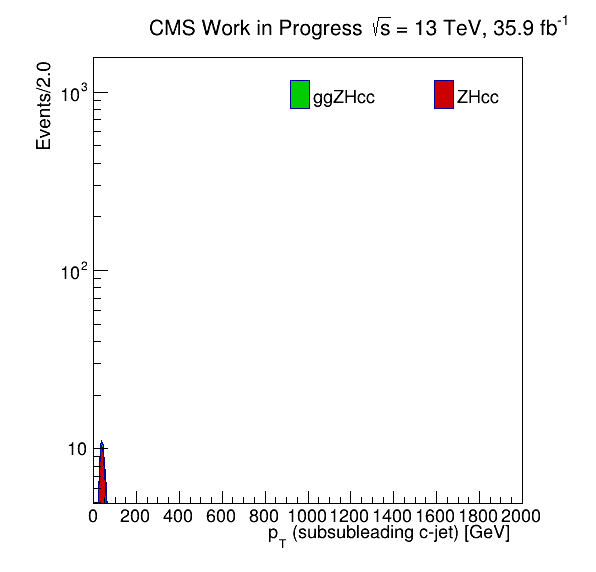 CMS Work in Progress √s = 13 TeV, 35.9 fb⁻¹
Events/2.0
10³
ggZHcc
ZHcc
10²
10
0 200 400 600 800 1000 1200 1400 1600 1800 2000
p_T (subsubleading c-jet) [GeV]